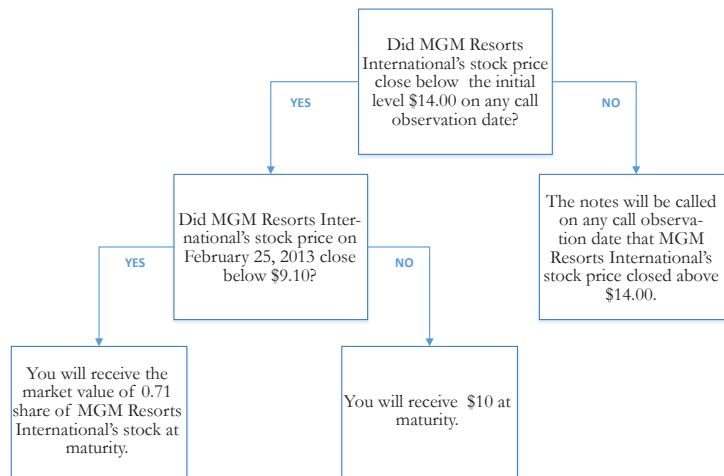 Did MGM Resorts
International's stock price
close below the initial
level $14.00 on any call
observation date?
YES
NO
Did MGM Resorts Inter-
national's stock price on
February 25, 2013 close
below $9.10?
The notes will be called
on any call observa-
tion date that MGM
Resorts International's
stock price closed above
$14.00.
YES
NO
You will receive the
market value of 0.71
share of MGM Resorts
International's stock at
maturity.
You will receive $10 at
maturity.